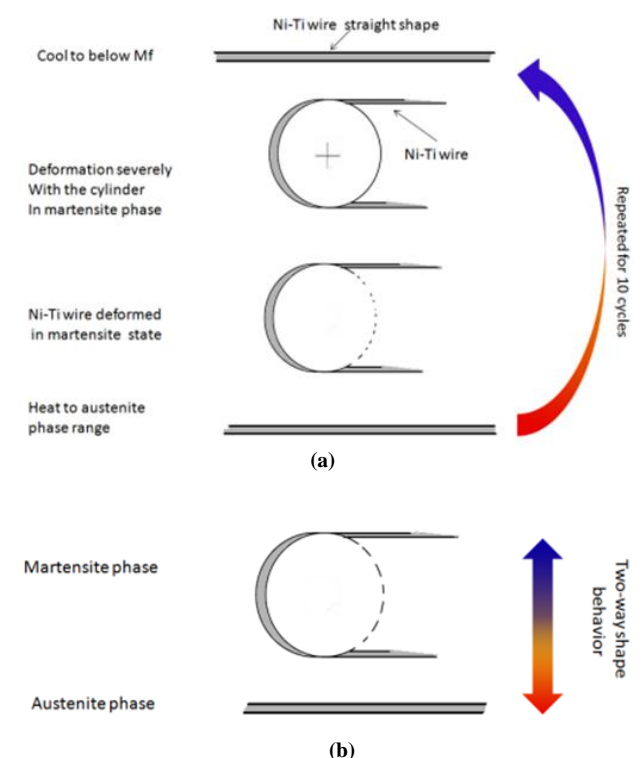 Ni-Ti wire straight shape
Cool to below Mf
Ni-Ti wire
Deformation severely
With the cylinder
In martensite phase
Repeated for 10 cycles
Ni-Ti wire deformed
in martensite state
Heat to austenite
phase range
(a)
Martensite phase
Two-way shape
behavior
Austenite phase
(b)